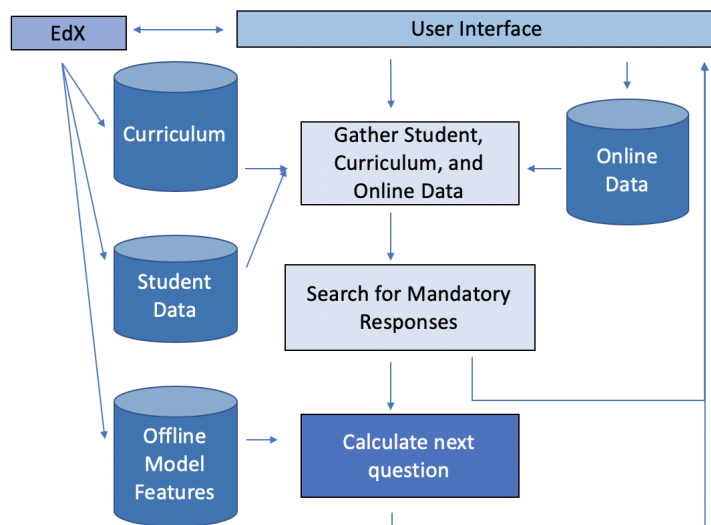 EdX
User Interface
Curriculum
Gather Student,
Curriculum, and
Online Data
Online
Data
Student
Data
Search for Mandatory
Responses
Offline
Model
Features
Calculate next
question